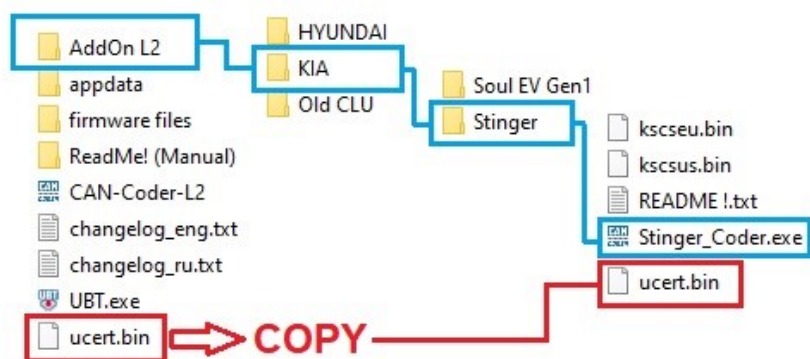 AddOn L2
appdata
firmware files
ReadMe! (Manual)
CAN-Coder-L2
changelog_eng.txt
changelog_ru.txt
UBT.exe
ucert.bin
COPY
HYUNDAI
KIA
Old CLU
Soul EV Gen1
Stinger
kscseu.bin
kscsus.bin
README !.txt
Stinger_Coder.exe
ucert.bin